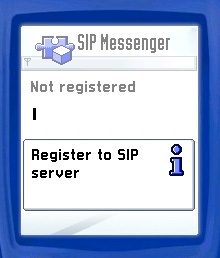 SIP Messenger
Not registered
Register to SIP
server